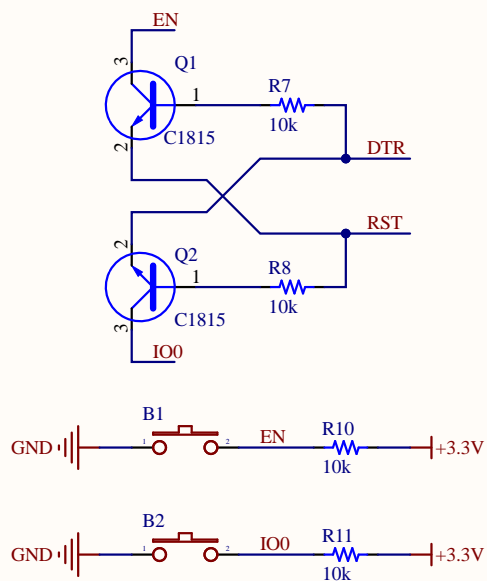 EN
3
Q1
1
R7
10k
C1815
2
DTR
RST
2
Q2
1
R8
10k
C1815
3
IO0
B1
GND
1
2
EN
R10
10k
+3.3V
B2
GND
1
2
IO0
R11
10k
+3.3V